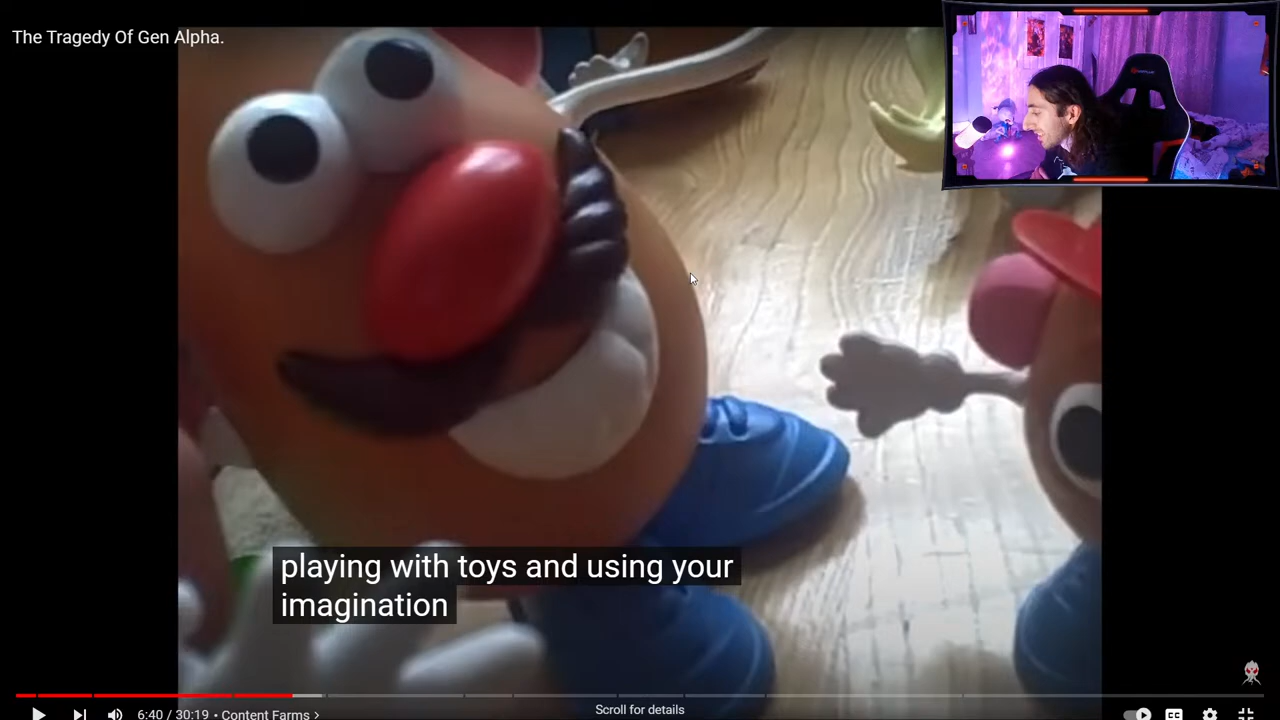 The Tragedy Of Gen Alpha.
playing with toys and using your
imagination
Scroll for details
6:40 / 30:19 • Content Farms >
CC